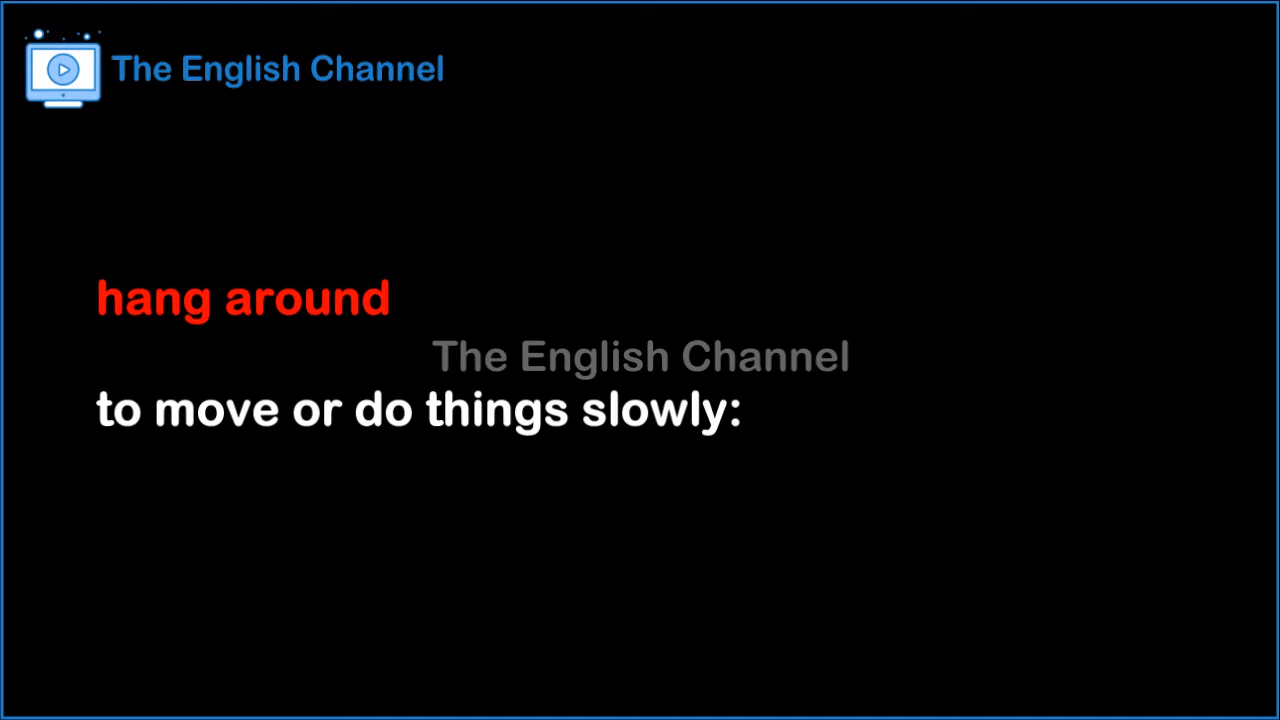 The English Channel
hang around
The English Channel
to move or do things slowly: